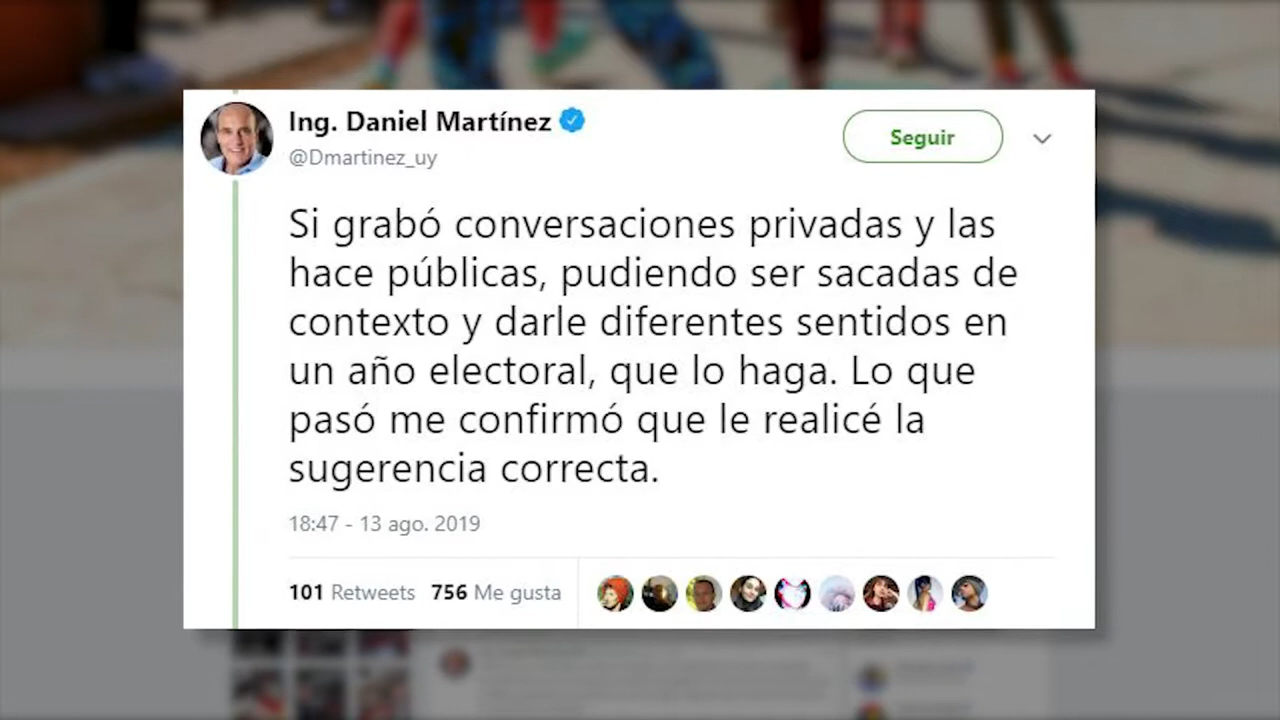 Ing. Daniel Martínez
@Dmartinez_uy
Seguir
Si grabó conversaciones privadas y las
hace públicas, pudiendo ser sacadas de
contexto y darle diferentes sentidos en
un año electoral, que lo haga. Lo que
pasó me confirmó que le realicé la
sugerencia correcta.
18:47 - 13 ago. 2019
101 Retweets 756 Me gusta